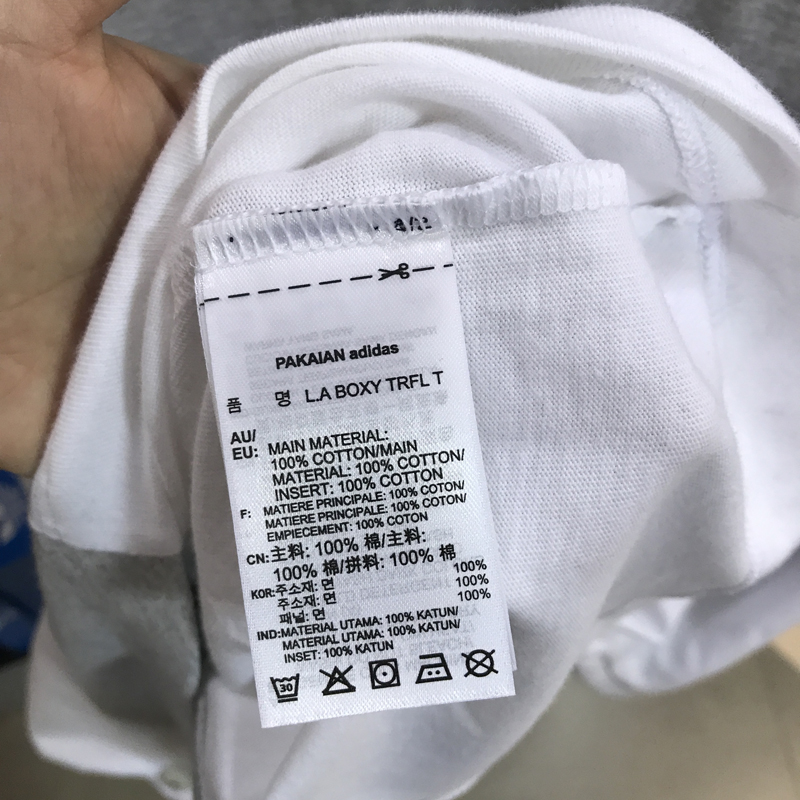 PAKAIAN adidas
품 명 L.A BOXY TRFL T
AU/
EU: MAIN MATERIAL:
100% COTTON/MAIN
MATERIAL: 100% COTTON/
INSERT: 100% COTTON
F: MATIERE PRINCIPALE: 100% COTON/
MATIERE PRINCIPALE: 100% COTON/
EMPIECEMENT: 100% COTON
CN: 主料: 100% 棉/主料:
100% 棉/拼料: 100% 棉
KOR: 주소재: 면 100%
주소재: 면 100%
패널: 면 100%
IND: MATERIAL UTAMA: 100% KATUN/
MATERIAL UTAMA: 100% KATUN/
INSET: 100% KATUN
30